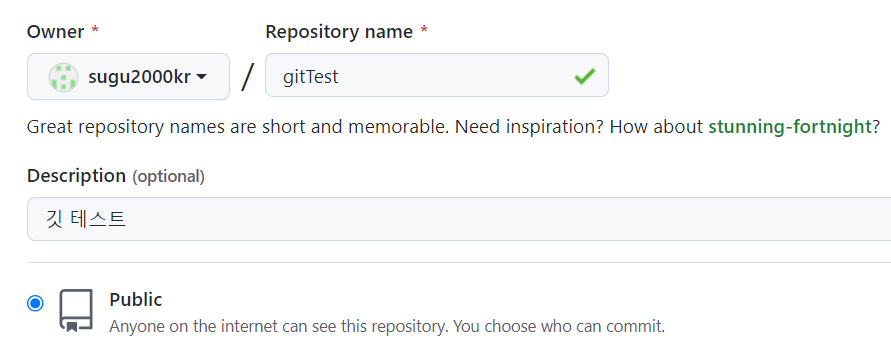 Owner * Repository name *
sugu2000kr / gitTest
Great repository names are short and memorable. Need inspiration? How about stunning-fortnight?
Description (optional)
깃 테스트
Public
Anyone on the internet can see this repository. You choose who can commit.